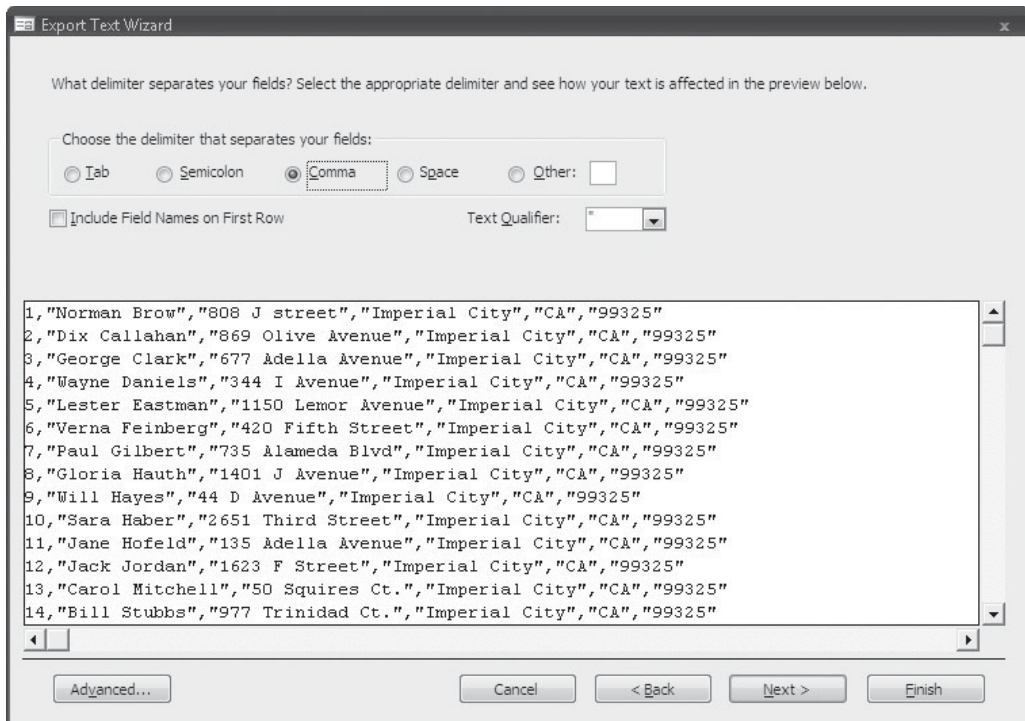 Export Text Wizard
x
What delimiter separates your fields? Select the appropriate delimiter and see how your text is affected in the preview below.
Choose the delimiter that separates your fields:
Tab Semicolon Comma Space Other:
Include Field Names on First Row Text Qualifier: "
1,"Norman Brow","808 J street","Imperial City","CA","99325"
2,"Dix Callahan","869 Olive Avenue","Imperial City","CA","99325"
3,"George Clark","677 Adella Avenue","Imperial City","CA","99325"
4,"Wayne Daniels","344 I Avenue","Imperial City","CA","99325"
5,"Lester Eastman","1150 Lemor Avenue","Imperial City","CA","99325"
6,"Verna Feinberg","420 Fifth Street","Imperial City","CA","99325"
7,"Paul Gilbert","735 Alameda Blvd","Imperial City","CA","99325"
8,"Gloria Hauth","1401 J Avenue","Imperial City","CA","99325"
9,"Will Hayes","44 D Avenue","Imperial City","CA","99325"
10,"Sara Haber","2651 Third Street","Imperial City","CA","99325"
11,"Jane Hofeld","135 Adella Avenue","Imperial City","CA","99325"
12,"Jack Jordan","1623 F Street","Imperial City","CA","99325"
13,"Carol Mitchell","50 Squires Ct.","Imperial City","CA","99325"
14,"Bill Stubbs","977 Trinidad Ct.","Imperial City","CA","99325"
Advanced... Cancel < Back Next > Finish